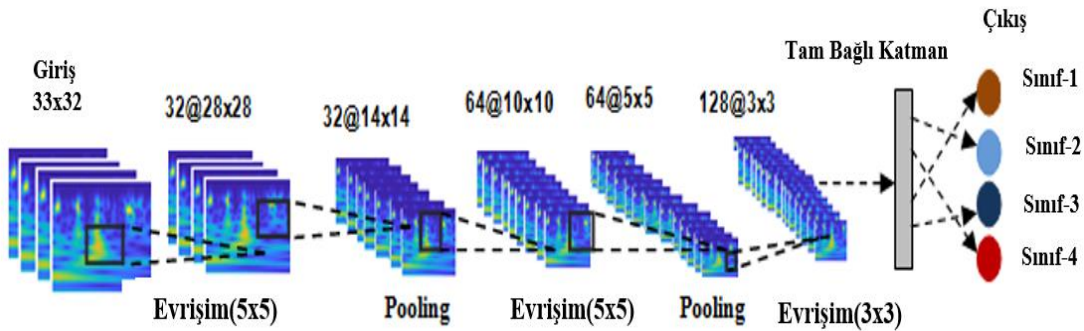 Giriş
33x32
32@28x28
32@14x14
64@10x10
64@5x5
128@3x3
Tam Bağlı Katman
Çıkış
Sınıf-1
Sınıf-2
Sınıf-3
Sınıf-4
Evrişim(5x5)
Pooling
Evrişim(5x5)
Pooling
Evrişim(3x3)